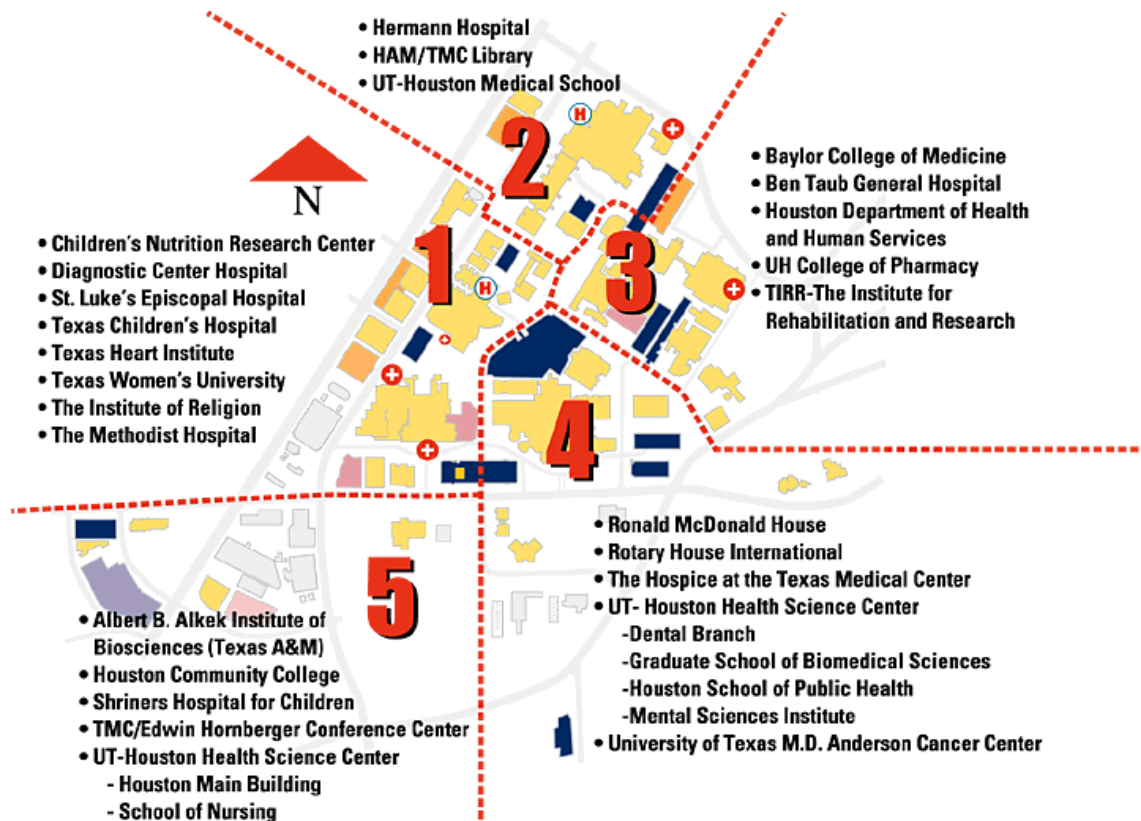 • Hermann Hospital
• HAM/TMC Library
• UT-Houston Medical School
H
2
N
• Baylor College of Medicine
• Ben Taub General Hospital
• Houston Department of Health
and Human Services
• UH College of Pharmacy
• TIRR-The Institute for
Rehabilitation and Research
3
1
H
• Children's Nutrition Research Center
• Diagnostic Center Hospital
• St. Luke's Episcopal Hospital
• Texas Children's Hospital
• Texas Heart Institute
• Texas Women's University
• The Institute of Religion
• The Methodist Hospital
4
• Ronald McDonald House
• Rotary House International
• The Hospice at the Texas Medical Center
• UT- Houston Health Science Center
-Dental Branch
-Graduate School of Biomedical Sciences
-Houston School of Public Health
-Mental Sciences Institute
• University of Texas M.D. Anderson Cancer Center
5
• Albert B. Alkek Institute of
Biosciences (Texas A&M)
• Houston Community College
• Shriners Hospital for Children
• TMC/Edwin Hornberger Conference Center
• UT-Houston Health Science Center
- Houston Main Building
- School of Nursing